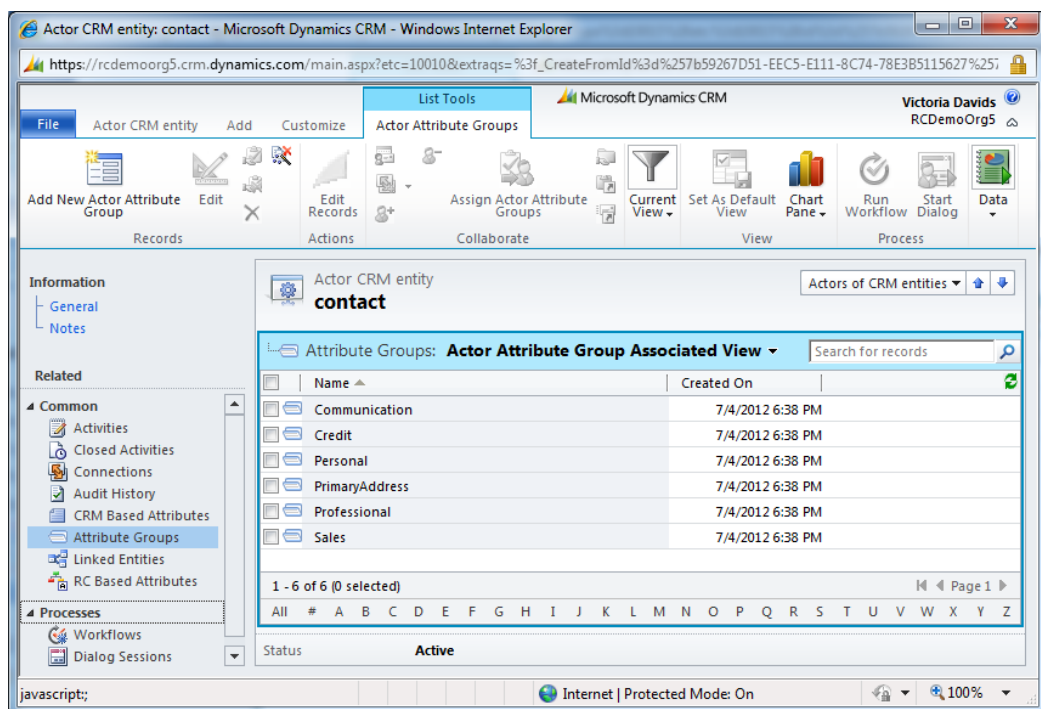 Actor CRM entity: contact - Microsoft Dynamics CRM - Windows Internet Explorer
https://rcdemoorg5.crm.dynamics.com/main.aspx?etc=10010&extraqs=%3f_CreateFromId%3d%257b59267D51-EEC5-E111-8C74-78E3B5115627%257
List Tools
Microsoft Dynamics CRM
Victoria Davids
RCDemoOrg5
File Actor CRM entity Add Customize Actor Attribute Groups
Add New Actor Attribute Group
Edit
Edit Records
Assign Actor Attribute Groups
Current View
Set As Default View
Chart Pane
Run Workflow
Start Dialog
Data
Records Actions Collaborate View Process
Information
General
Notes
Related
Common
Activities
Closed Activities
Connections
Audit History
CRM Based Attributes
Attribute Groups
Linked Entities
RC Based Attributes
Processes
Workflows
Dialog Sessions
Actor CRM entity
contact
Actors of CRM entities
Attribute Groups: Actor Attribute Group Associated View
Search for records
Name Created On
Communication 7/4/2012 6:38 PM
Credit 7/4/2012 6:38 PM
Personal 7/4/2012 6:38 PM
PrimaryAddress 7/4/2012 6:38 PM
Professional 7/4/2012 6:38 PM
Sales 7/4/2012 6:38 PM
1 - 6 of 6 (0 selected) Page 1
All # A B C D E F G H I J K L M N O P Q R S T U V W X Y Z
Status Active
javascript:; Internet | Protected Mode: On 100%